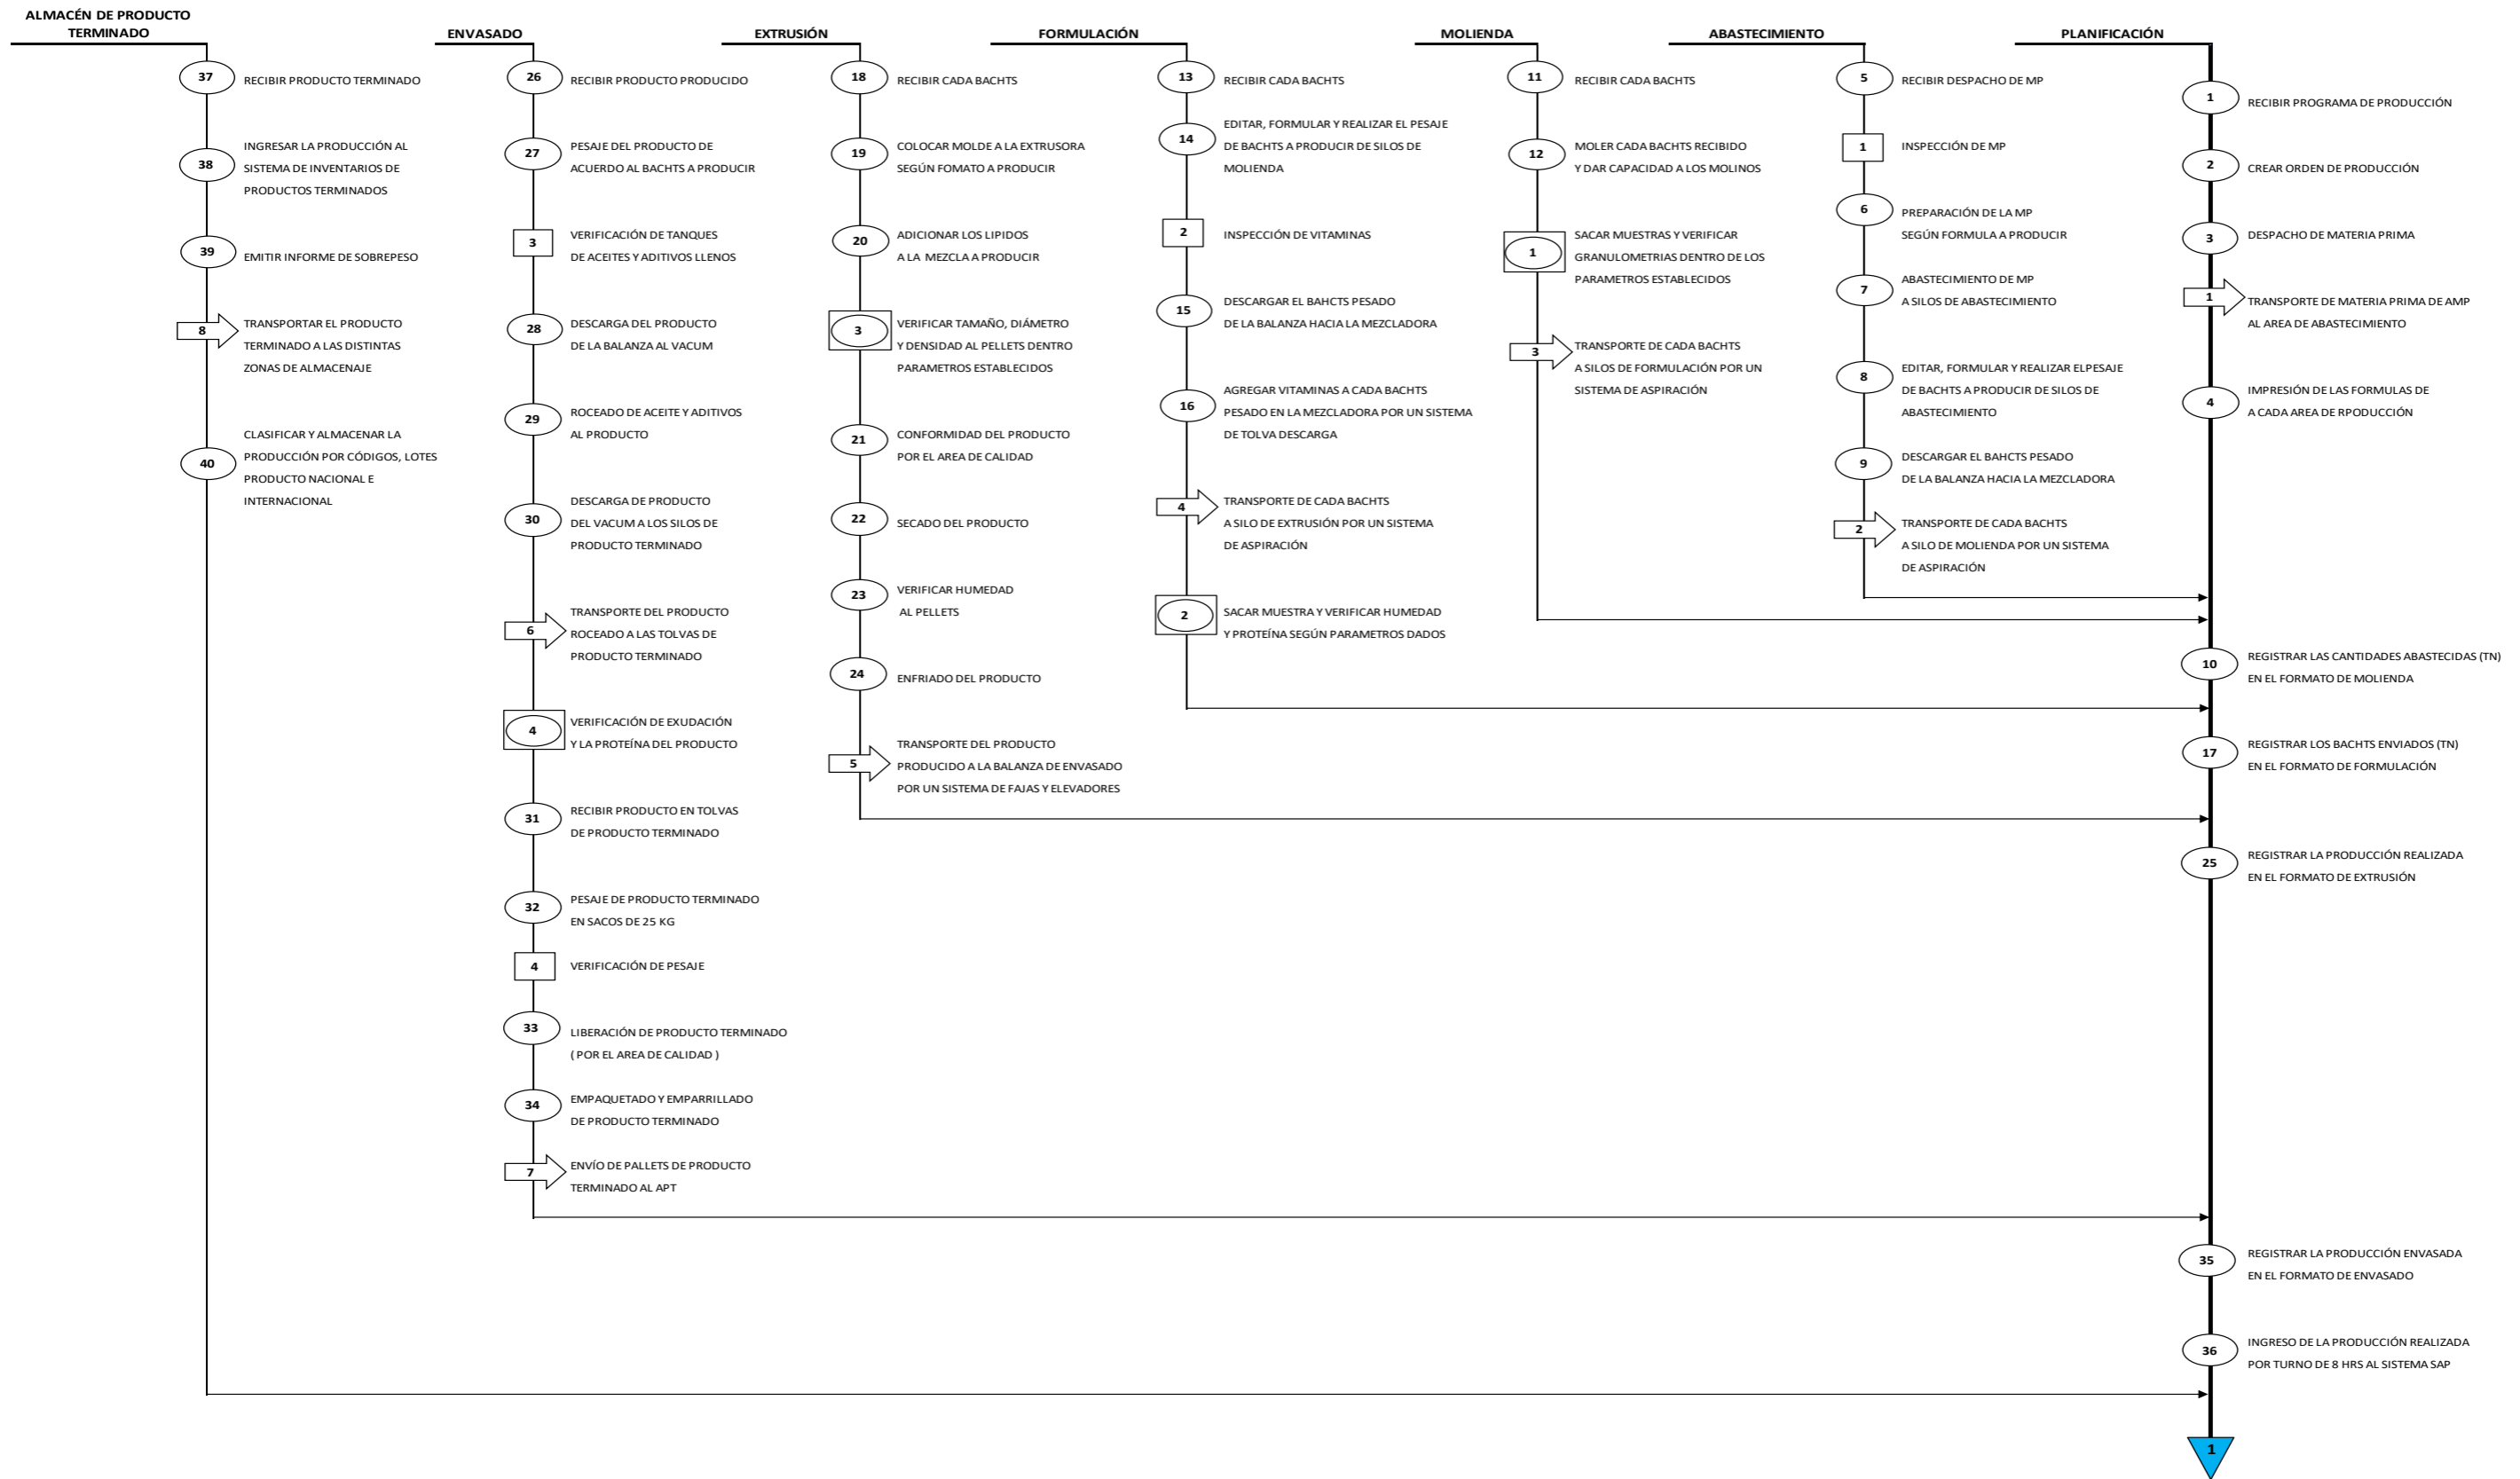 ALMACÉN DE PRODUCTO
TERMINADO
37
RECIBIR PRODUCTO TERMINADO
38
INGRESAR LA PRODUCCIÓN AL
SISTEMA DE INVENTARIOS DE
PRODUCTOS TERMINADOS
39
EMITIR INFORME DE SOBREPESO
8
TRANSPORTAR EL PRODUCTO
TERMINADO A LAS DISTINTAS
ZONAS DE ALMACENAJE
40
CLASIFICAR Y ALMACENAR LA
PRODUCCIÓN POR CÓDIGOS, LOTES
PRODUCTO NACIONAL E
INTERNACIONAL
ENVASADO
26
RECIBIR PRODUCTO PRODUCIDO
27
PESAJE DEL PRODUCTO DE
ACUERDO AL BACHTS A PRODUCIR
3
VERIFICACIÓN DE TANQUES
DE ACEITES Y ADITIVOS LLENOS
28
DESCARGA DEL PRODUCTO
DE LA BALANZA AL VACUM
29
ROCEADO DE ACEITE Y ADITIVOS
AL PRODUCTO
30
DESCARGA DE PRODUCTO
DEL VACUM A LOS SILOS DE
PRODUCTO TERMINADO
6
TRANSPORTE DEL PRODUCTO
ROCEADO A LAS TOLVAS DE
PRODUCTO TERMINADO
4
VERIFICACIÓN DE EXUDACIÓN
Y LA PROTEÍNA DEL PRODUCTO
31
RECIBIR PRODUCTO EN TOLVAS
DE PRODUCTO TERMINADO
32
PESAJE DE PRODUCTO TERMINADO
EN SACOS DE 25 KG
4
VERIFICACIÓN DE PESAJE
33
LIBERACIÓN DE PRODUCTO TERMINADO
( POR EL AREA DE CALIDAD )
34
EMPAQUETADO Y EMPARRILLADO
DE PRODUCTO TERMINADO
7
ENVÍO DE PALLETS DE PRODUCTO
TERMINADO AL APT
EXTRUSIÓN
18
RECIBIR CADA BACHTS
19
COLOCAR MOLDE A LA EXTRUSORA
SEGÚN FOMATO A PRODUCIR
20
ADICIONAR LOS LIPIDOS
A LA MEZCLA A PRODUCIR
3
VERIFICAR TAMAÑO, DIÁMETRO
Y DENSIDAD AL PELLETS DENTRO
PARAMETROS ESTABLECIDOS
21
CONFORMIDAD DEL PRODUCTO
POR EL AREA DE CALIDAD
22
SECADO DEL PRODUCTO
23
VERIFICAR HUMEDAD
AL PELLETS
24
ENFRIADO DEL PRODUCTO
5
TRANSPORTE DEL PRODUCTO
PRODUCIDO A LA BALANZA DE ENVASADO
POR UN SISTEMA DE FAJAS Y ELEVADORES
FORMULACIÓN
13
RECIBIR CADA BACHTS
14
EDITAR, FORMULAR Y REALIZAR EL PESAJE
DE BACHTS A PRODUCIR DE SILOS DE
MOLIENDA
2
INSPECCIÓN DE VITAMINAS
15
DESCARGAR EL BAHCTS PESADO
DE LA BALANZA HACIA LA MEZCLADORA
16
AGREGAR VITAMINAS A CADA BACHTS
PESADO EN LA MEZCLADORA POR UN SISTEMA
DE TOLVA DESCARGA
4
TRANSPORTE DE CADA BACHTS
A SILO DE EXTRUSIÓN POR UN SISTEMA
DE ASPIRACIÓN
2
SACAR MUESTRA Y VERIFICAR HUMEDAD
Y PROTEÍNA SEGÚN PARAMETROS DADOS
MOLIENDA
11
RECIBIR CADA BACHTS
12
MOLER CADA BACHTS RECIBIDO
Y DAR CAPACIDAD A LOS MOLINOS
1
SACAR MUESTRAS Y VERIFICAR
GRANULOMETRIAS DENTRO DE LOS
PARAMETROS ESTABLECIDOS
3
TRANSPORTE DE CADA BACHTS
A SILOS DE FORMULACIÓN POR UN
SISTEMA DE ASPIRACIÓN
ABASTECIMIENTO
5
RECIBIR DESPACHO DE MP
1
INSPECCIÓN DE MP
6
PREPARACIÓN DE LA MP
SEGÚN FORMULA A PRODUCIR
7
ABASTECIMIENTO DE MP
A SILOS DE ABASTECIMIENTO
8
EDITAR, FORMULAR Y REALIZAR ELPESAJE
DE BACHTS A PRODUCIR DE SILOS DE
ABASTECIMIENTO
9
DESCARGAR EL BAHCTS PESADO
DE LA BALANZA HACIA LA MEZCLADORA
2
TRANSPORTE DE CADA BACHTS
A SILO DE MOLIENDA POR UN SISTEMA
DE ASPIRACIÓN
PLANIFICACIÓN
1
RECIBIR PROGRAMA DE PRODUCCIÓN
2
CREAR ORDEN DE PRODUCCIÓN
3
DESPACHO DE MATERIA PRIMA
1
TRANSPORTE DE MATERIA PRIMA DE AMP
AL AREA DE ABASTECIMIENTO
4
IMPRESIÓN DE LAS FORMULAS DE
A CADA AREA DE RPODUCCIÓN
10
REGISTRAR LAS CANTIDADES ABASTECIDAS (TN)
EN EL FORMATO DE MOLIENDA
17
REGISTRAR LOS BACHTS ENVIADOS (TN)
EN EL FORMATO DE FORMULACIÓN
25
REGISTRAR LA PRODUCCIÓN REALIZADA
EN EL FORMATO DE EXTRUSIÓN
35
REGISTRAR LA PRODUCCIÓN ENVASADA
EN EL FORMATO DE ENVASADO
36
INGRESO DE LA PRODUCCIÓN REALIZADA
POR TURNO DE 8 HRS AL SISTEMA SAP
1